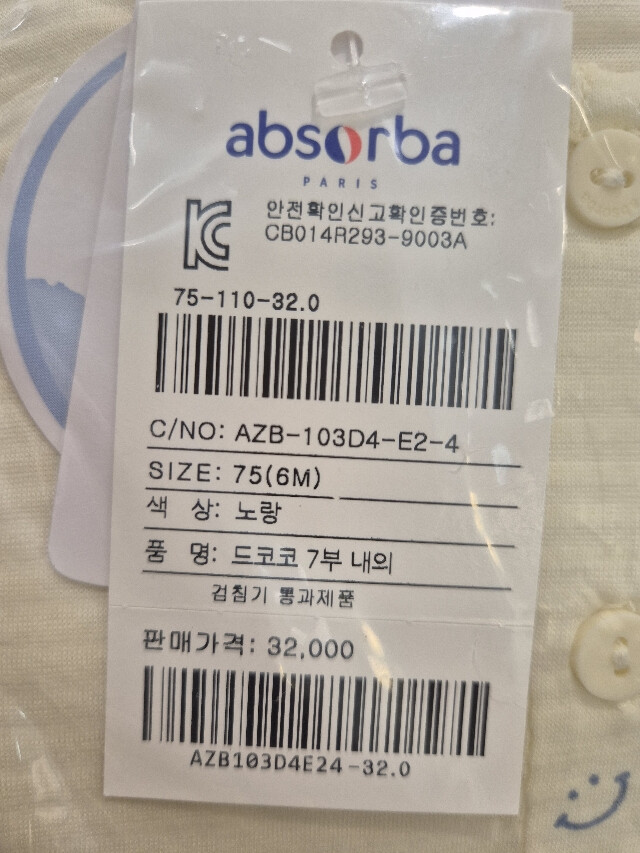 absorba
PARIS
안전확인신고확인증번호:
CB014R293-9003A
75-110-32.0
C/NO: AZB-103D4-E2-4
SIZE: 75(6M)
색 상: 노랑
품 명: 드코코 7부 내의
검침기 통과제품
판매가격: 32,000
AZB103D4E24-32.0